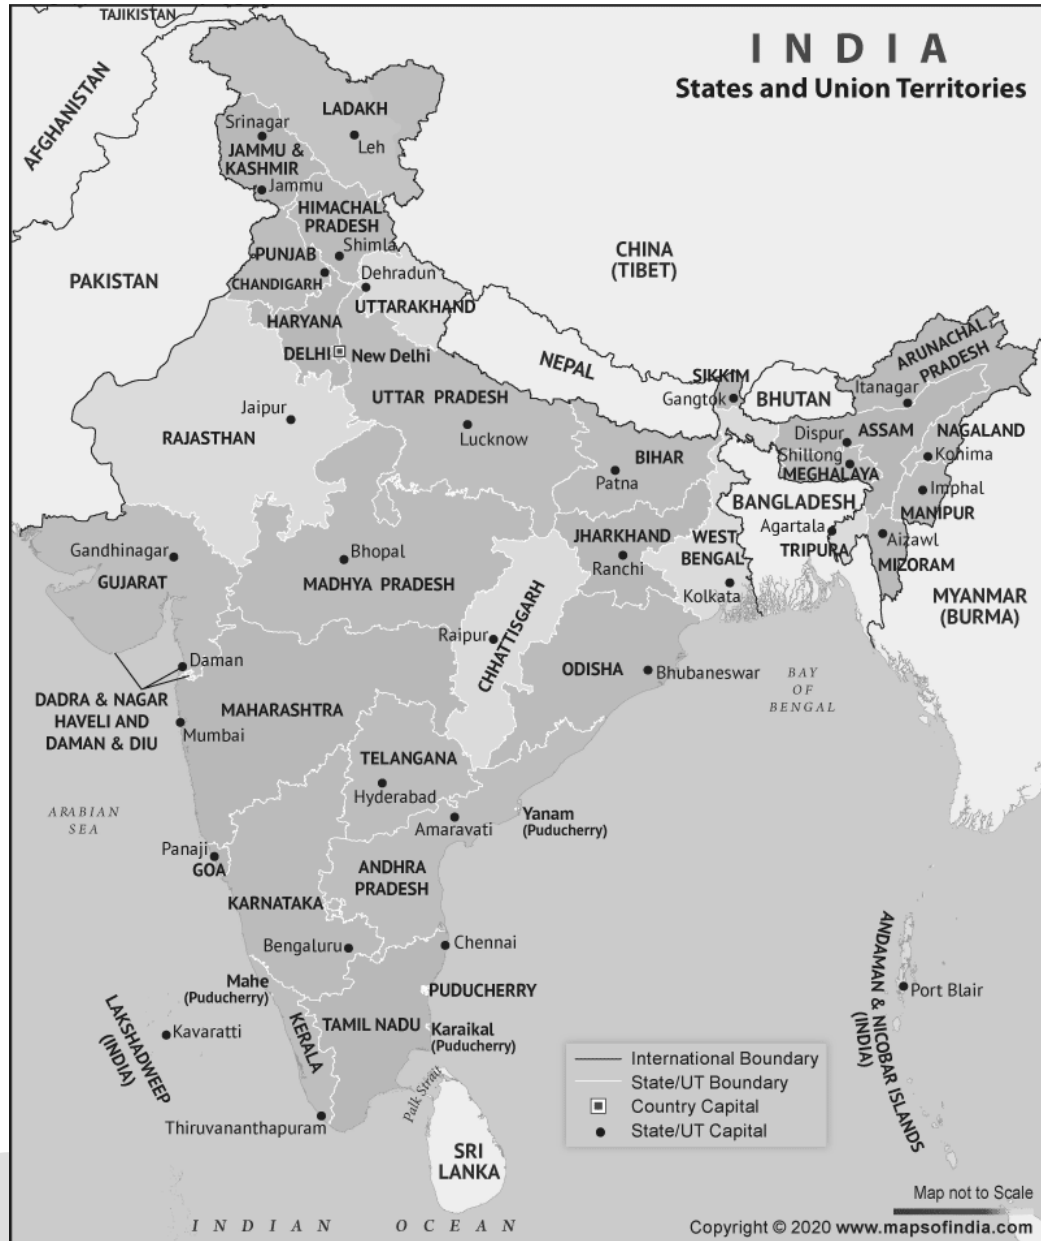 TAJIKISTAN
INDIA
States and Union Territories
AFGHANISTAN
LADAKH
Srinagar
Leh
JAMMU &
KASHMIR
Jammu
HIMACHAL
PRADESH
Shimla
PUNJAB
CHANDIGARH
Dehradun
UTTARAKHAND
CHINA
(TIBET)
PAKISTAN
HARYANA
DELHI
New Delhi
NEPAL
SIKKIM
Gangtok
BHUTAN
ARUNACHAL
PRADESH
Itanagar
Jaipur
RAJASTHAN
UTTAR PRADESH
Lucknow
BIHAR
Patna
Dispur
ASSAM
NAGALAND
Shillong
MEGHALAYA
Kohima
Imphal
MANIPUR
BANGLADESH
Agartala
TRIPURA
Aizawl
MIZORAM
MYANMAR
(BURMA)
Gandhinagar
GUJARAT
Bhopal
MADHYA PRADESH
JHARKHAND
Ranchi
WEST
BENGAL
Kolkata
Raipur
CHHATTISGARH
ODISHA
Bhubaneswar
BAY
OF
BENGAL
Daman
DADRA & NAGAR
HAVELI AND
DAMAN & DIU
MAHARASHTRA
Mumbai
TELANGANA
Hyderabad
ARABIAN
SEA
Amaravati
Yanam
(Puducherry)
Panaji
GOA
ANDHRA
PRADESH
KARNATAKA
Bengaluru
Chennai
Mahe
(Puducherry)
PUDUCHERRY
LAKSHADWEEP
(INDIA)
Kavaratti
KERALA
TAMIL NADU
Karaikal
(Puducherry)
ANDAMAN & NICOBAR ISLANDS
(INDIA)
Port Blair
Palk Strait
Thiruvananthapuram
SRI
LANKA
International Boundary
State/UT Boundary
Country Capital
State/UT Capital
Map not to Scale
INDIAN OCEAN
Copyright © 2020 www.mapsofindia.com